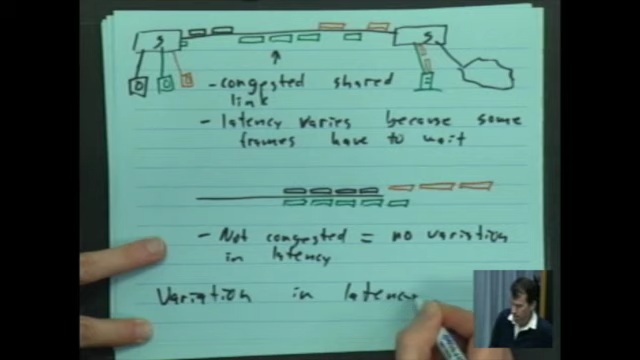 S
S
- congested shared
link
- latency varies because some
frames have to wait
- Not congested = no variation
in latency
Variation in latency